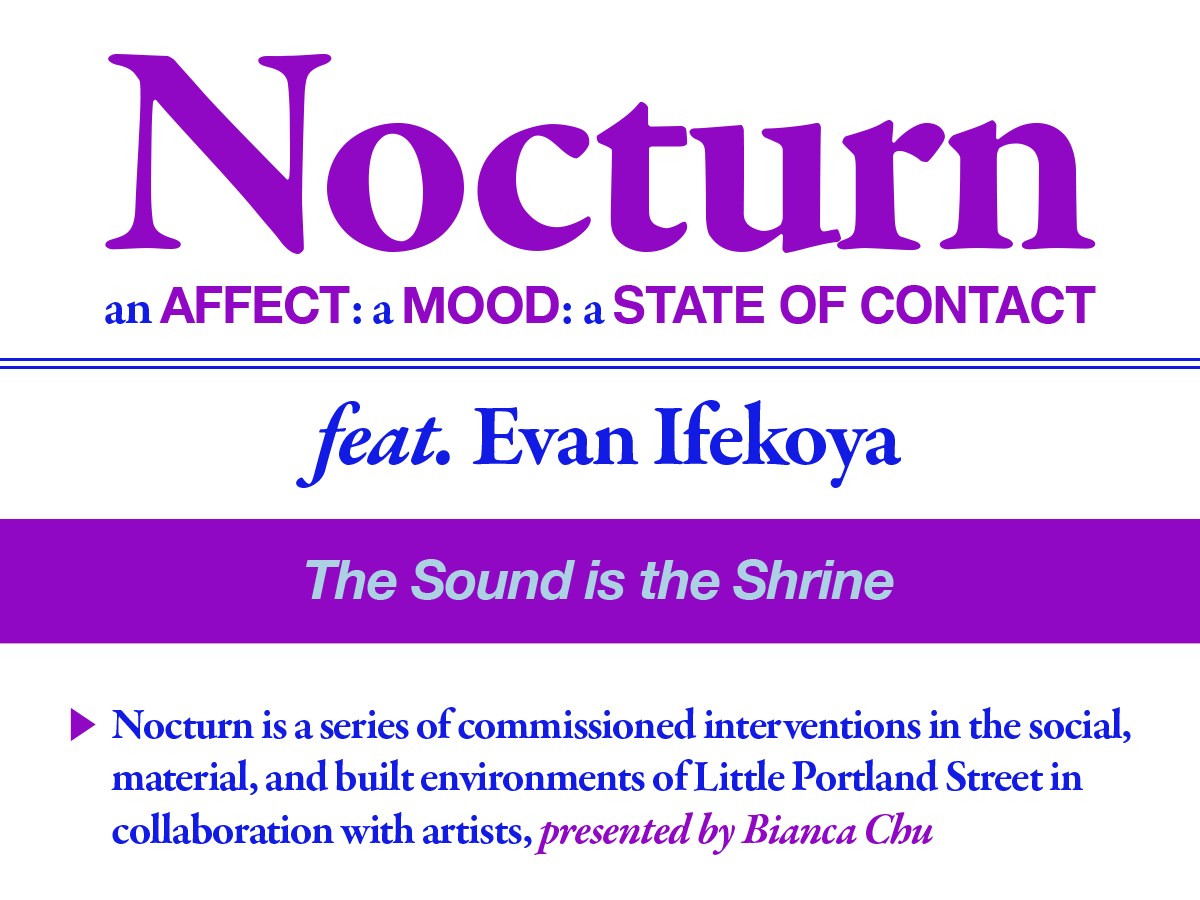 Nocturn
an AFFECT: a MOOD: a STATE OF CONTACT
feat. Evan Ifekoya
The Sound is the Shrine
Nocturn is a series of commissioned interventions in the social,
material, and built environments of Little Portland Street in
collaboration with artists, presented by Bianca Chu